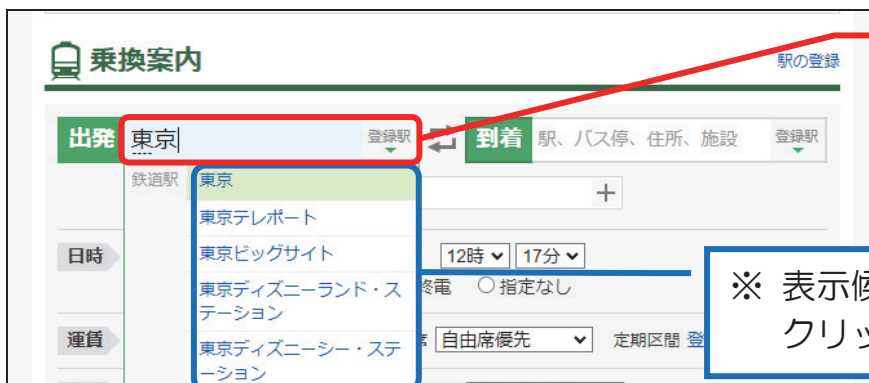 乗換案内
駅の登録
出発 東京 登録駅 到着 駅、バス停、住所、施設 登録駅
鉄道駅 東京
東京テレポート
日時 東京ビッグサイト 12時 17分
東京ディズニーランド・ス 終電 指定なし
テーション
運賃 自由席優先 定期区間
東京ディズニーシー・ステ
ーション
※ 表示
クリッ